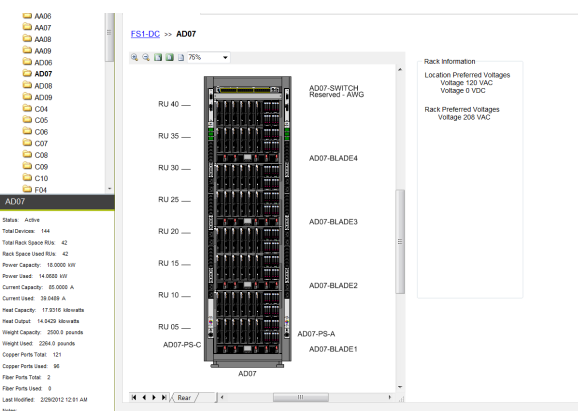 AA06
AA07
AA08
AA09
AD06
AD07
AD08
AD09
C04
C05
C06
C07
C08
C09
C10
F04
AD07
Status: Active
Total Devices: 144
Total Rack Space RUs: 42
Rack Space Used RUs: 42
Power Capacity: 18.0000 kW
Power Used: 14.0680 kW
Current Capacity: 85.0000 A
Current Used: 39.0489 A
Heat Capacity: 17.9316 kilowatts
Heat Output: 14.0429 kilowatts
Weight Capacity: 2500.0 pounds
Weight Used: 2264.0 pounds
Copper Ports Total: 121
Copper Ports Used: 96
Fiber Ports Total: 2
Fiber Ports Used: 0
Last Modified: 2/29/2012 12:01 AM
Notes:
FS1-DC >> AD07
75%
AD07-SWITCH
Reserved - AWG
RU 40
RU 35
AD07-BLADE4
RU 30
RU 25
AD07-BLADE3
RU 20
RU 15
AD07-BLADE2
RU 10
RU 05
AD07-PS-A
AD07-PS-C
AD07-BLADE1
AD07
Rear
Rack Information
Location Preferred Voltages
Voltage 120 VAC
Voltage 0 VDC
Rack Preferred Voltages
Voltage 208 VAC